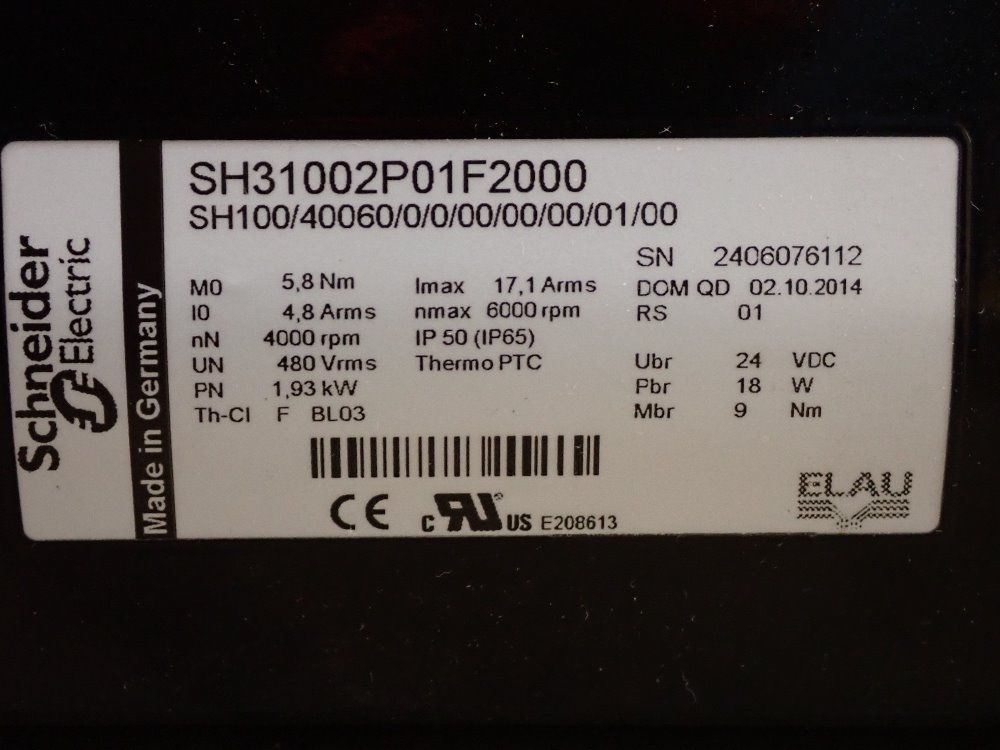 Schneider
Electric
Made in Germany
SH31002P01F2000
SH100/40060/0/0/00/00/00/01/00
SN 2406076112
M0 5,8 Nm Imax 17,1 Arms DOM QD 02.10.2014
I0 4,8 Arms nmax 6000 rpm RS 01
nN 4000 rpm IP 50 (IP65)
UN 480 Vrms Thermo PTC Ubr 24 VDC
PN 1,93 kW Pbr 18 W
Th-Cl F BL03 Mbr 9 Nm
CE c RU US E208613
ELAU